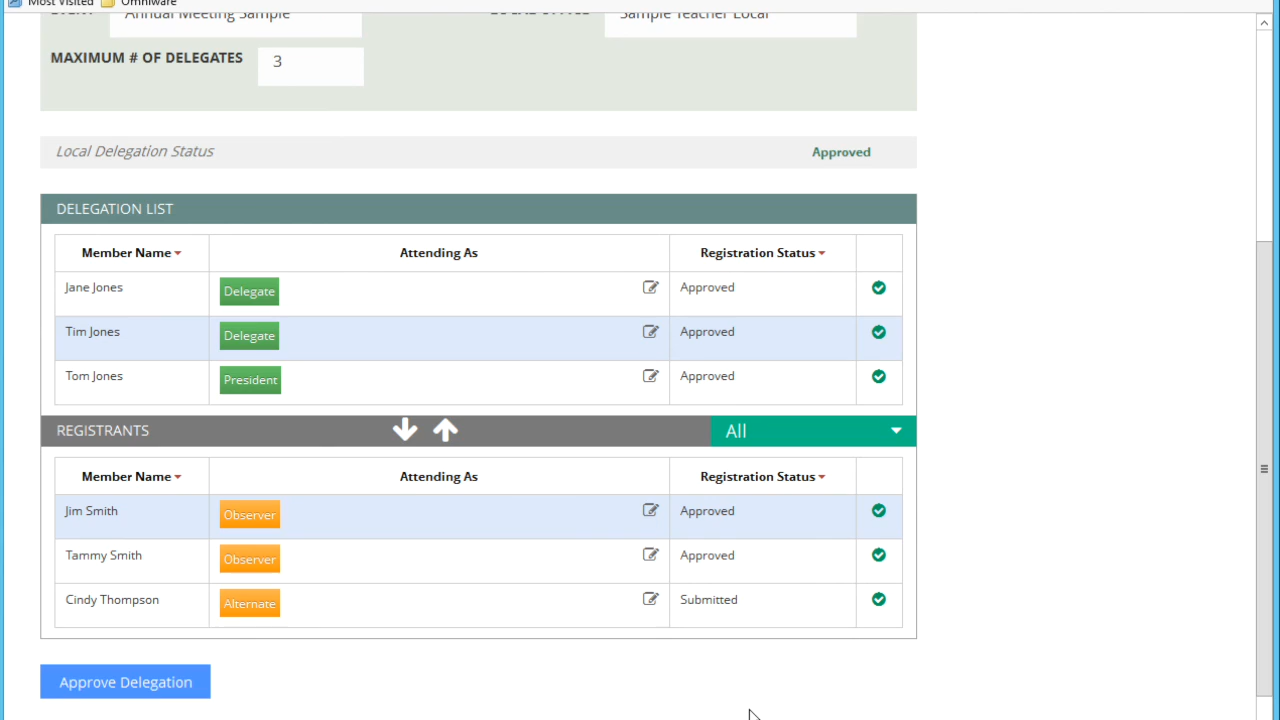 Most Visited Omniware
Annual Meeting Sample Sample Teacher Local
MAXIMUM # OF DELEGATES 3
Local Delegation Status Approved
DELEGATION LIST
Member Name Attending As Registration Status
Jane Jones Delegate Approved
Tim Jones Delegate Approved
Tom Jones President Approved
REGISTRANTS All
Member Name Attending As Registration Status
Jim Smith Observer Approved
Tammy Smith Observer Approved
Cindy Thompson Alternate Submitted
Approve Delegation